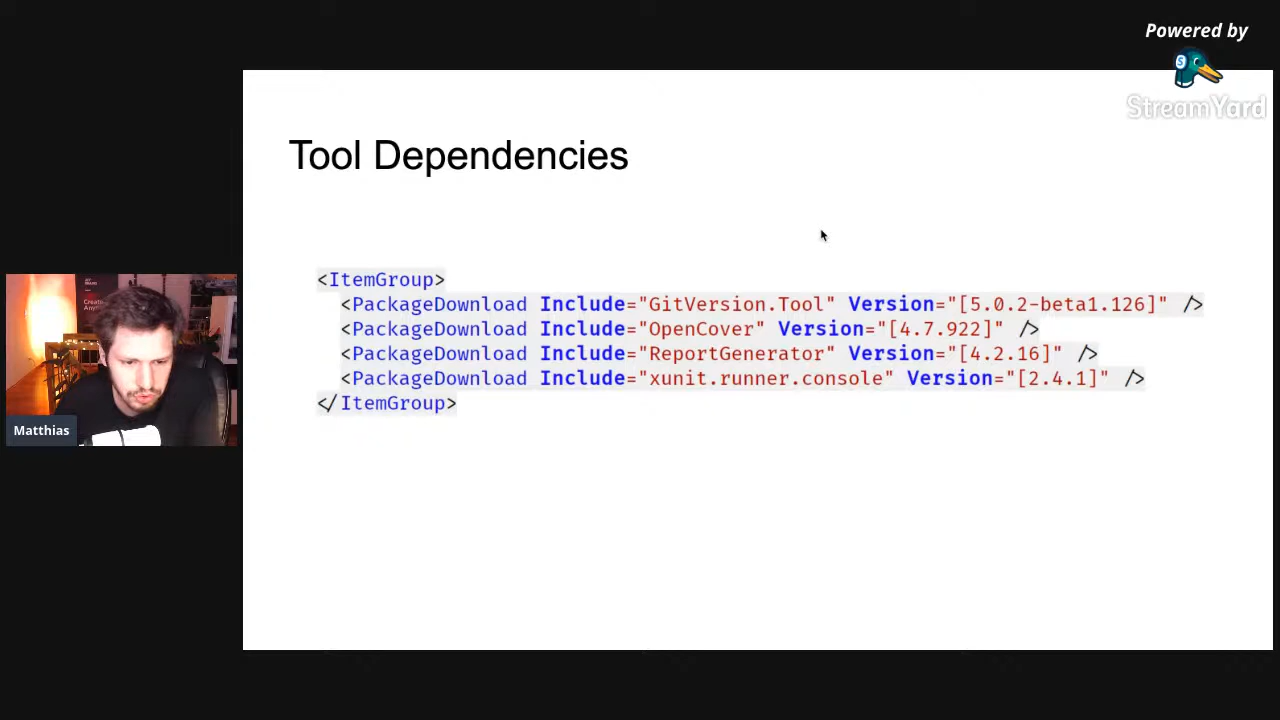 Powered by
StreamYard
Tool Dependencies
<ItemGroup>
<PackageDownload Include="GitVersion.Tool" Version="[5.0.2-beta1.126]" />
<PackageDownload Include="OpenCover" Version="[4.7.922]" />
<PackageDownload Include="ReportGenerator" Version="[4.2.16]" />
<PackageDownload Include="xunit.runner.console" Version="[2.4.1]" />
</ItemGroup>
Matthias